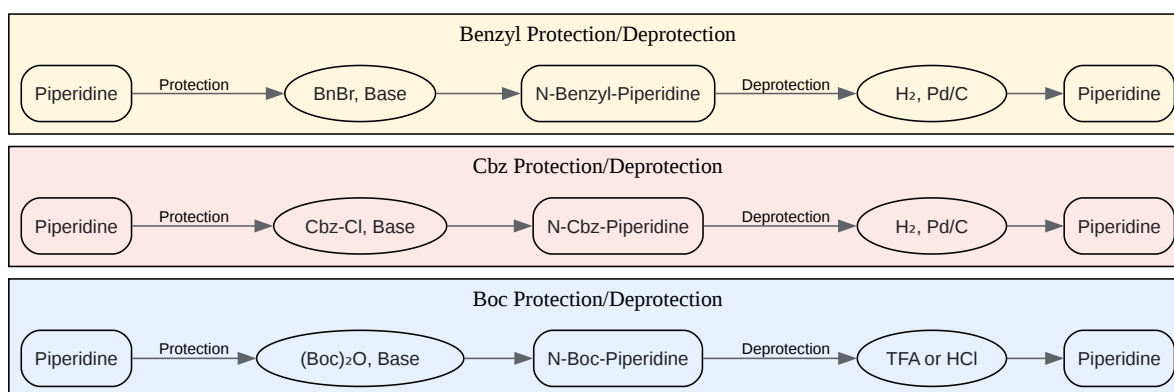 Benzyl Protection/Deprotection
Piperidine
Protection
BnBr, Base
N-Benzyl-Piperidine
Deprotection
H₂, Pd/C
Piperidine
Cbz Protection/Deprotection
Piperidine
Protection
Cbz-Cl, Base
N-Cbz-Piperidine
Deprotection
H₂, Pd/C
Piperidine
Boc Protection/Deprotection
Piperidine
Protection
(Boc)₂O, Base
N-Boc-Piperidine
Deprotection
TFA or HCl
Piperidine